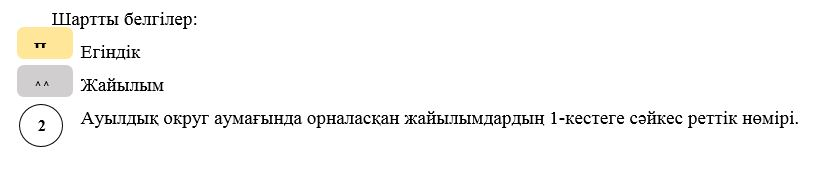 Шартты белгілер:
Егіндік
^ ^ Жайылым
2 Ауылдық округ аумағында орналасқан жайылымдардың 1-кестеге сәйкес реттік нөмірі.